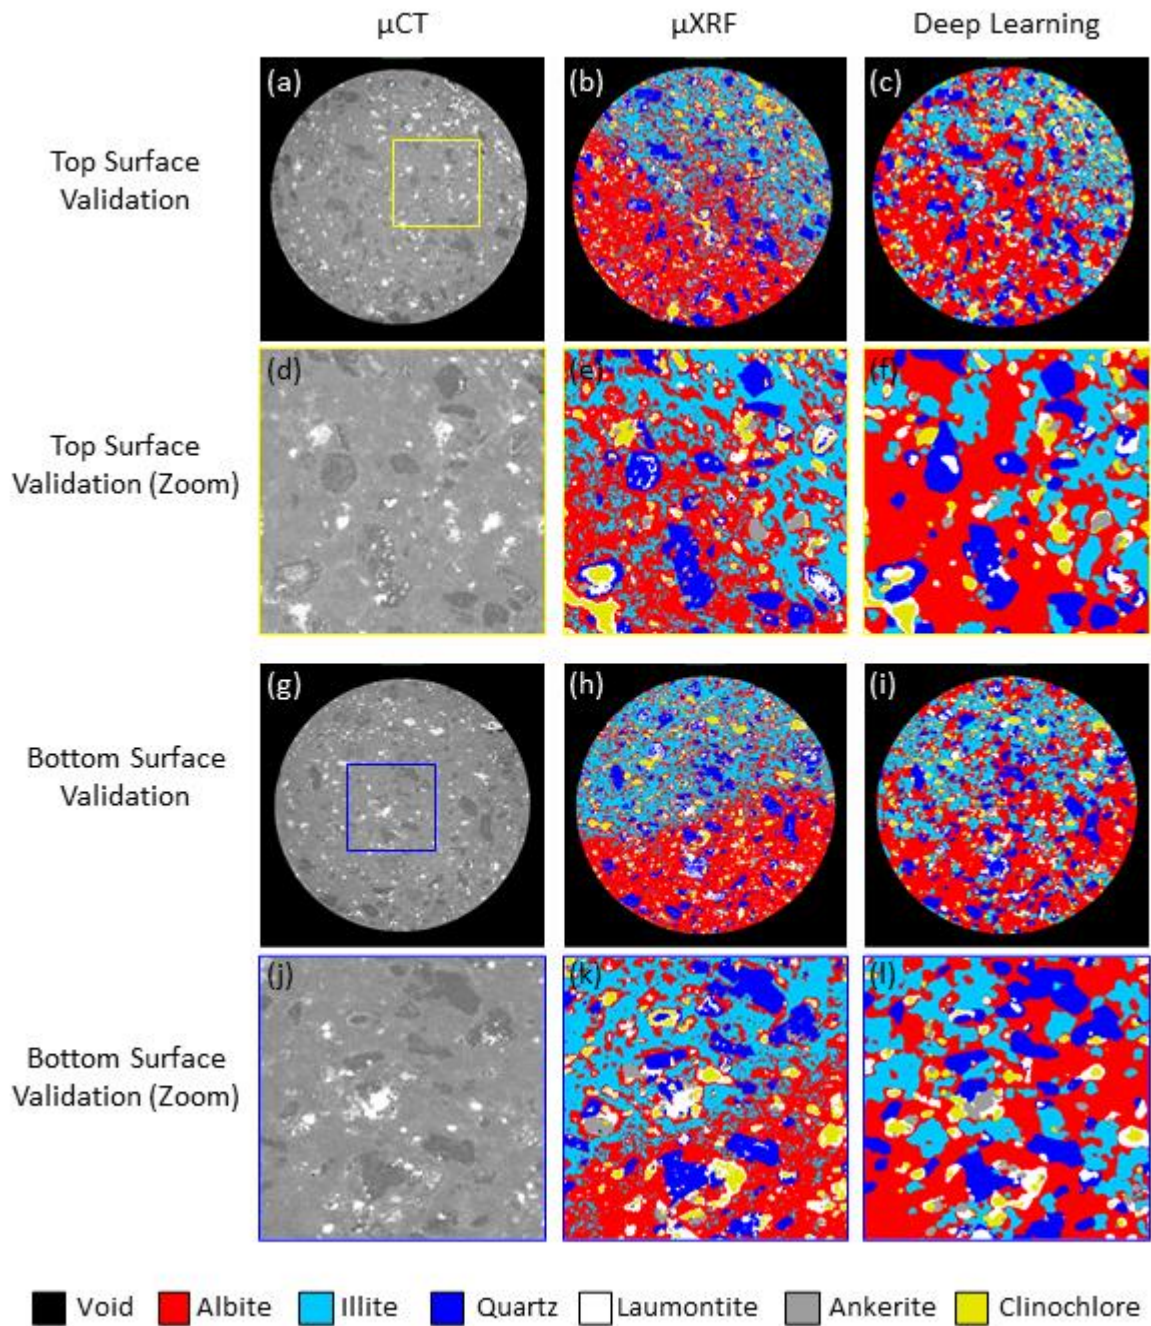 μCT μXRF Deep Learning
(a) (b) (c)
Top Surface
Validation
(d) (e) (f)
Top Surface
Validation (Zoom)
(g) (h) (i)
Bottom Surface
Validation
(j) (k) (l)
Bottom Surface
Validation (Zoom)
Void Albite Illite Quartz Laumontite Ankerite Clinochlore